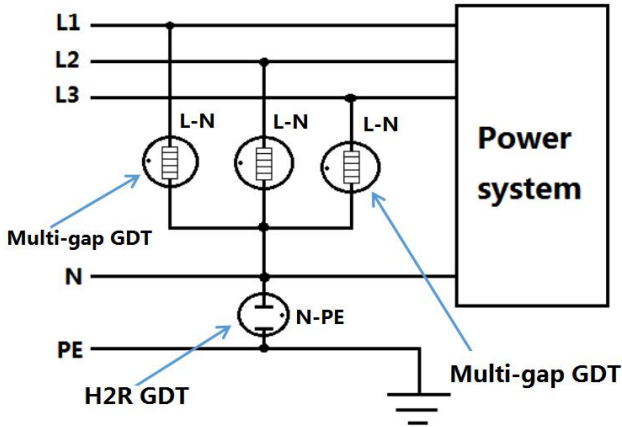 L1
L2
L3
L-N
L-N
L-N
Power
system
Multi-gap GDT
N
N-PE
PE
H2R GDT
Multi-gap GDT